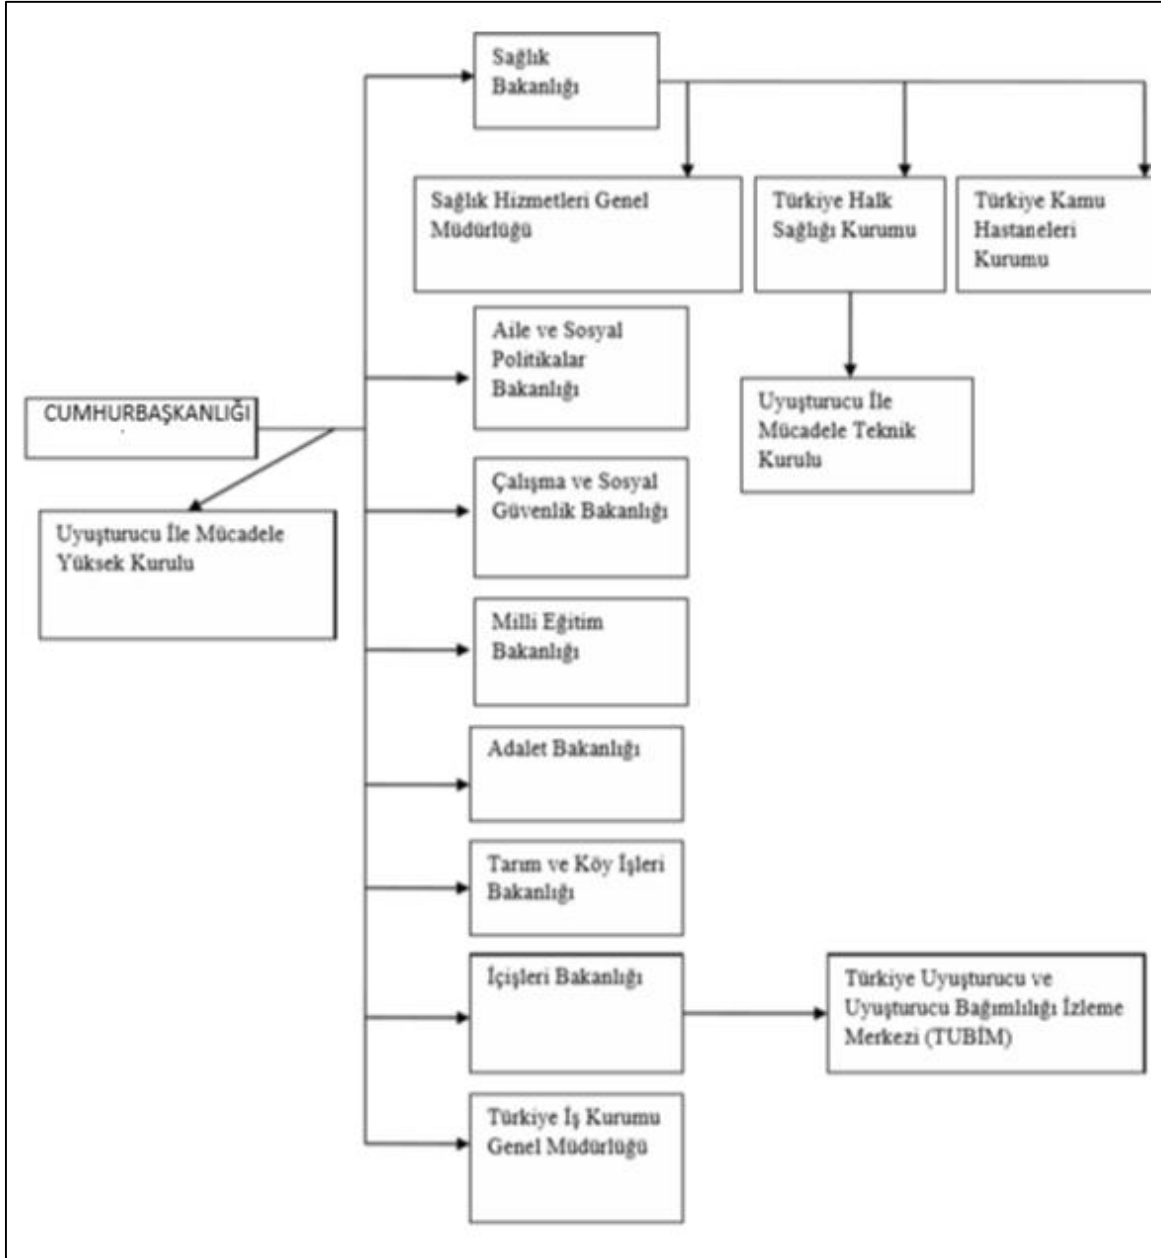 Sağlık
Bakanlığı
Sağlık Hizmetleri Genel
Müdürlüğü
Türkiye Halk
Sağlığı Kurumu
Türkiye Kamu
Hastaneleri
Kurumu
Aile ve Sosyal
Politikalar
Bakanlığı
Uyuşturucu İle
Mücadele Teknik
Kurulu
CUMHURBAŞKANLIĞI
Uyuşturucu İle Mücadele
Yüksek Kurulu
Çalışma ve Sosyal
Güvenlik Bakanlığı
Milli Eğitim
Bakanlığı
Adalet Bakanlığı
Tarım ve Köy İşleri
Bakanlığı
İçişleri Bakanlığı
Türkiye Uyuşturucu ve
Uyuşturucu Bağımlılığı İzleme
Merkezi (TUBİM)
Türkiye İş Kurumu
Genel Müdürlüğü